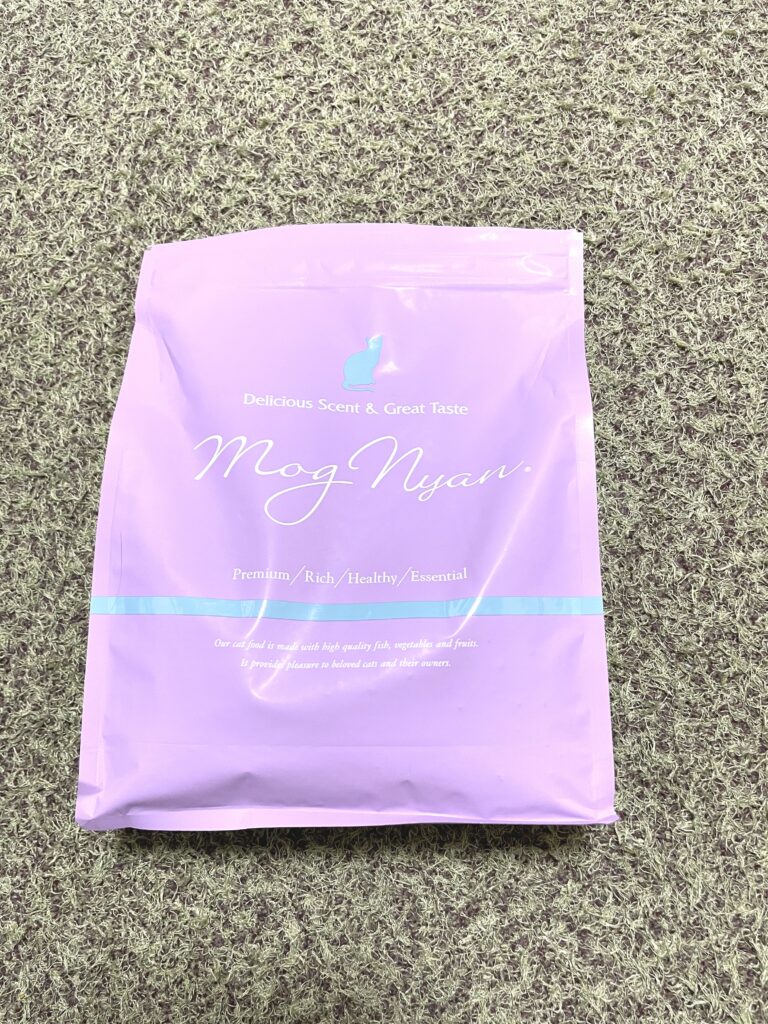 Delicious Scent & Great Taste
Mog Nyan®
Premium/Rich/Healthy/Essential
Our cat food is made with high quality fish, vegetables and fruits.
It provides pleasure to beloved cats and their owners.